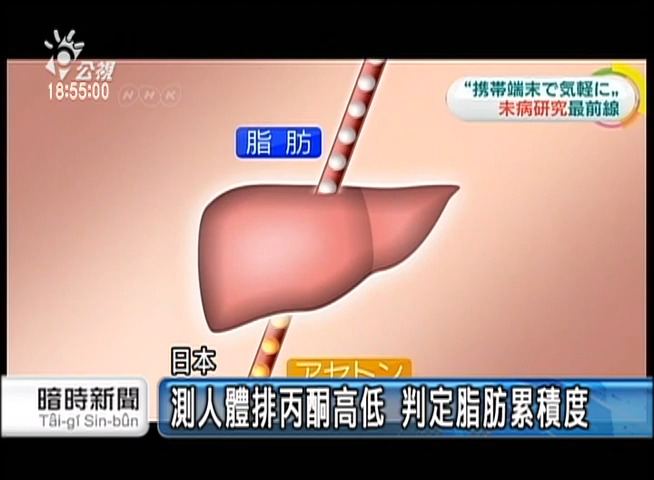 公視
18:55:00
NHK
“携帯端末で気軽に„
未病研究最前線
脂肪
アセトン
日本
暗時新聞
Tâi-gí Sin-bûn
測人體排丙酮高低 判定脂肪累積度